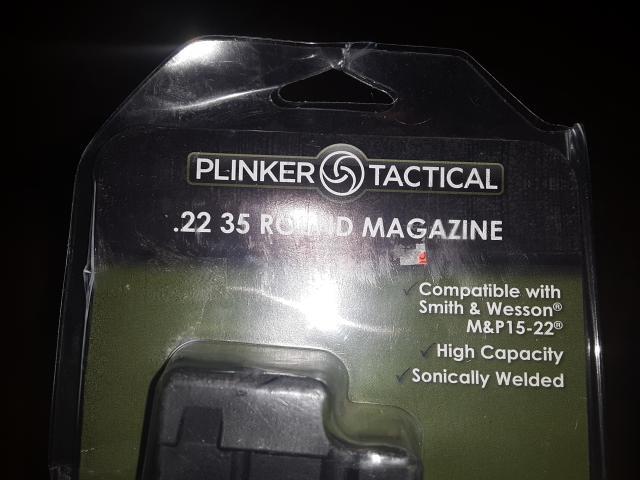 PLINKER TACTICAL
.22 35 ROUND MAGAZINE
Compatible with
Smith & Wesson®
M&P15-22®
High Capacity
Sonically Welded